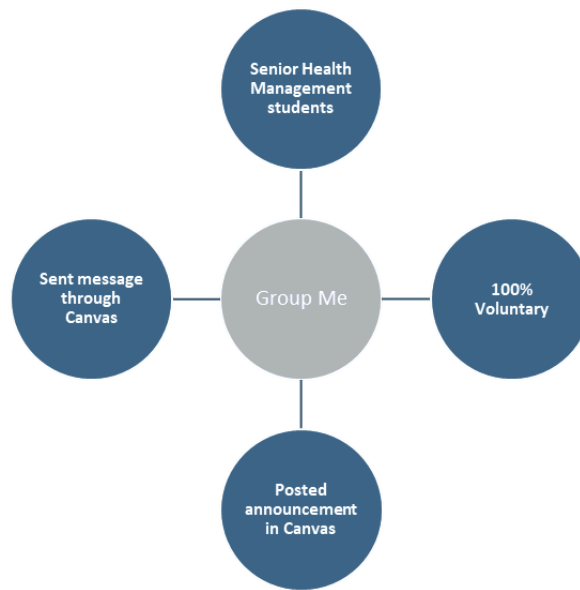 Senior Health
Management
students
Sent message
through
Canvas
Group Me
100%
Voluntary
Posted
announcement
in Canvas